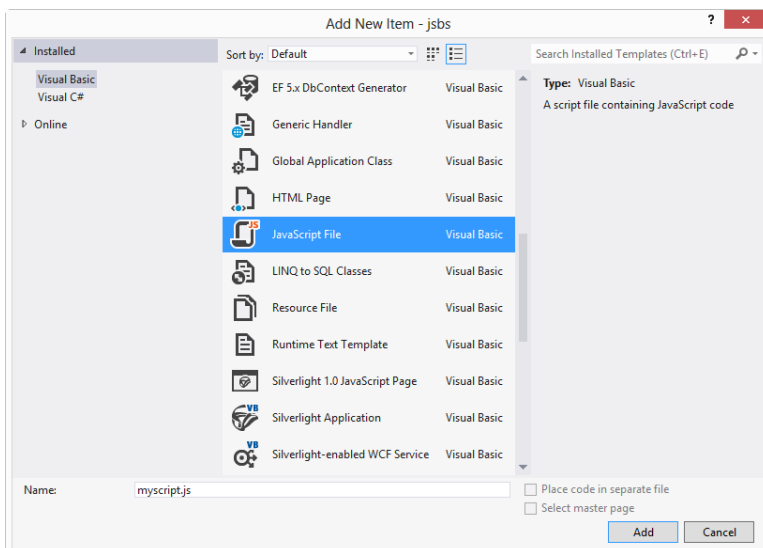 Add New Item - jsbs
?
Installed
Sort by: Default
Search Installed Templates (Ctrl+E)
Visual Basic
Visual C#
Online
EF 5.x DbContext Generator Visual Basic
Generic Handler Visual Basic
Global Application Class Visual Basic
HTML Page Visual Basic
JS
JavaScript File Visual Basic
LINQ to SQL Classes Visual Basic
Resource File Visual Basic
Runtime Text Template Visual Basic
Silverlight 1.0 JavaScript Page Visual Basic
VB
Silverlight Application Visual Basic
VB
Silverlight-enabled WCF Service Visual Basic
Type: Visual Basic
A script file containing JavaScript code
Name: myscript.js
Place code in separate file
Select master page
Add Cancel